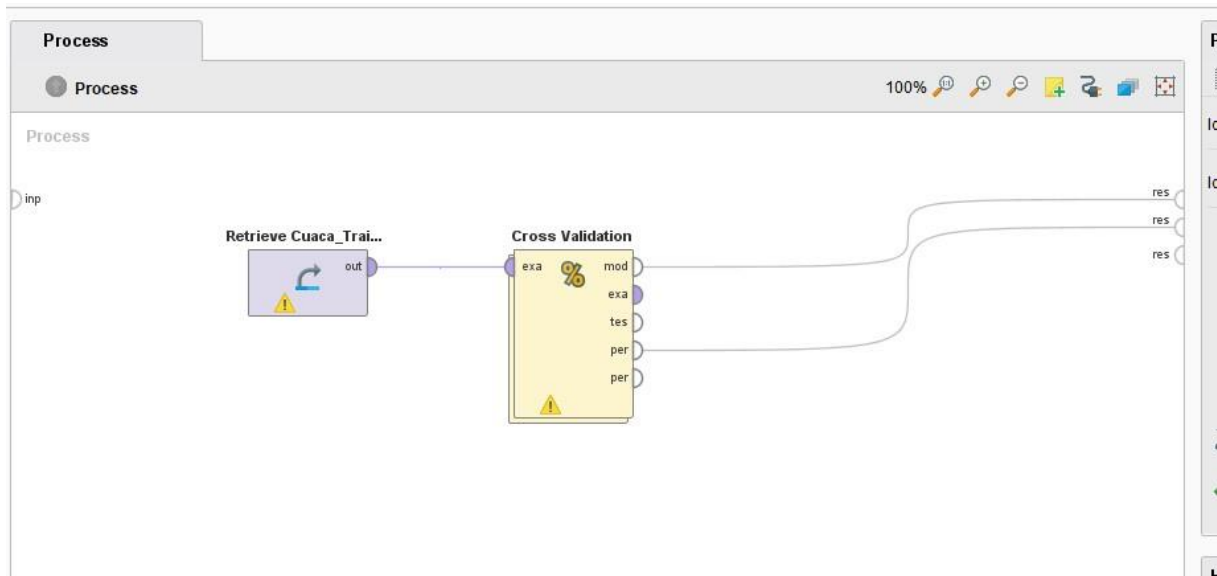 Process
Process
100%
Process
inp
res
res
res
Retrieve Cuaca_Trai...
out
Cross Validation
exa
mod
exa
tes
per
per